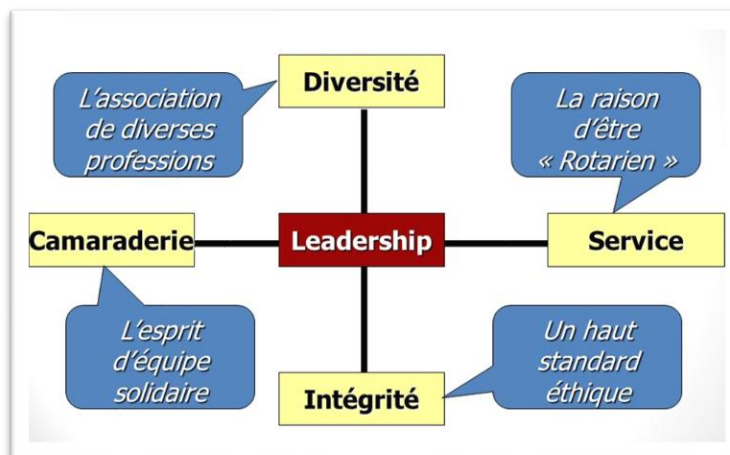 Diversité
L'association
de diverses
professions
La raison
d'être
« Rotarien »
Camaraderie
Leadership
Service
L'esprit
d'équipe
solidaire
Un haut
standard
éthique
Intégrité